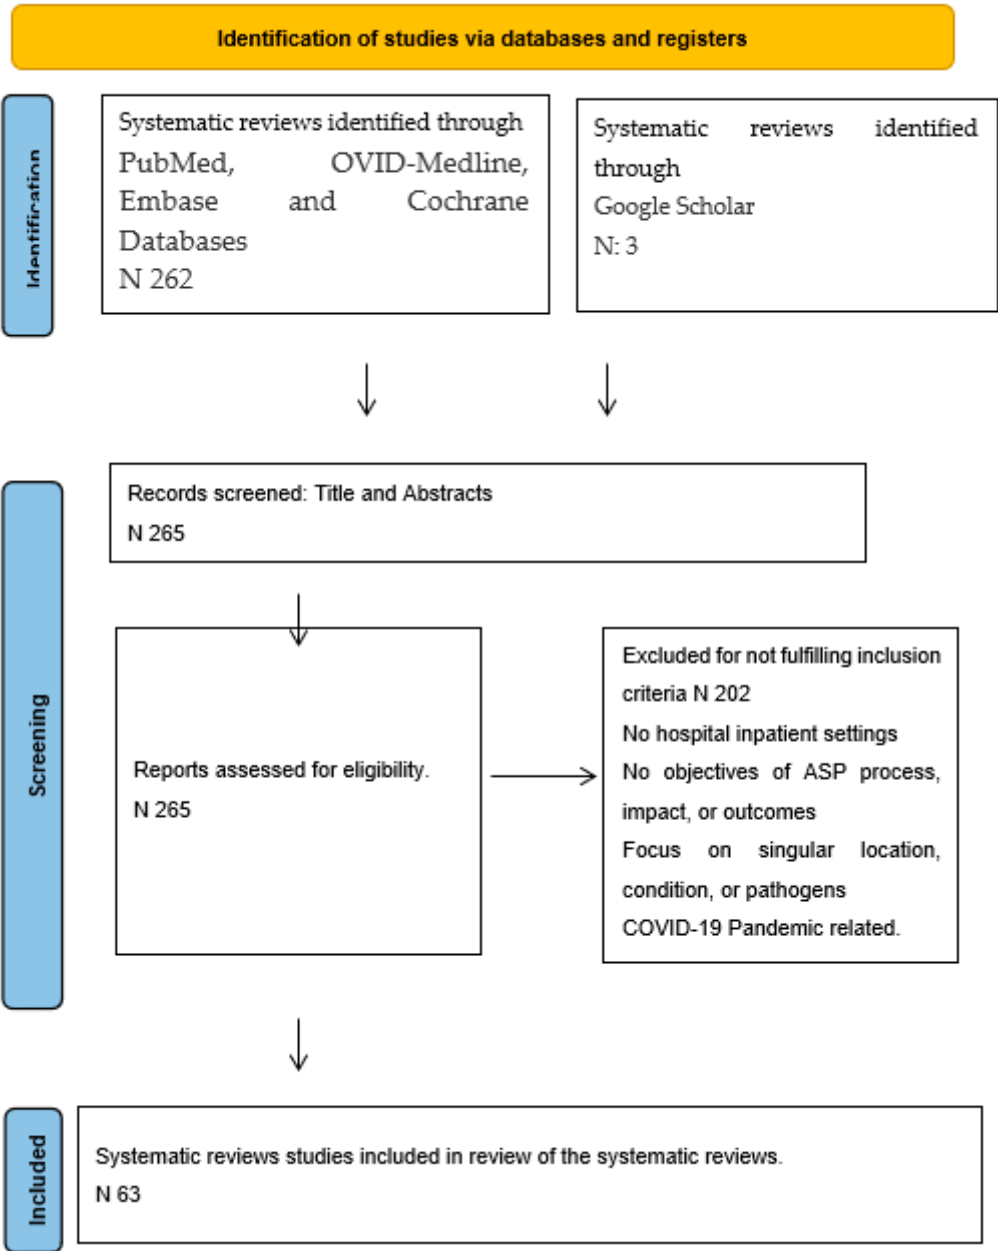 Identification of studies via databases and registers
Identification
Systematic reviews identified through
PubMed, OVID-Medline,
Embase and Cochrane
Databases
N 262
Systematic reviews identified
through
Google Scholar
N: 3
Screening
Records screened: Title and Abstracts
N 265
Reports assessed for eligibility.
N 265
Excluded for not fulfilling inclusion
criteria N 202
No hospital inpatient settings
No objectives of ASP process,
impact, or outcomes
Focus on singular location,
condition, or pathogens
COVID-19 Pandemic related.
Included
Systematic reviews studies included in review of the systematic reviews.
N 63